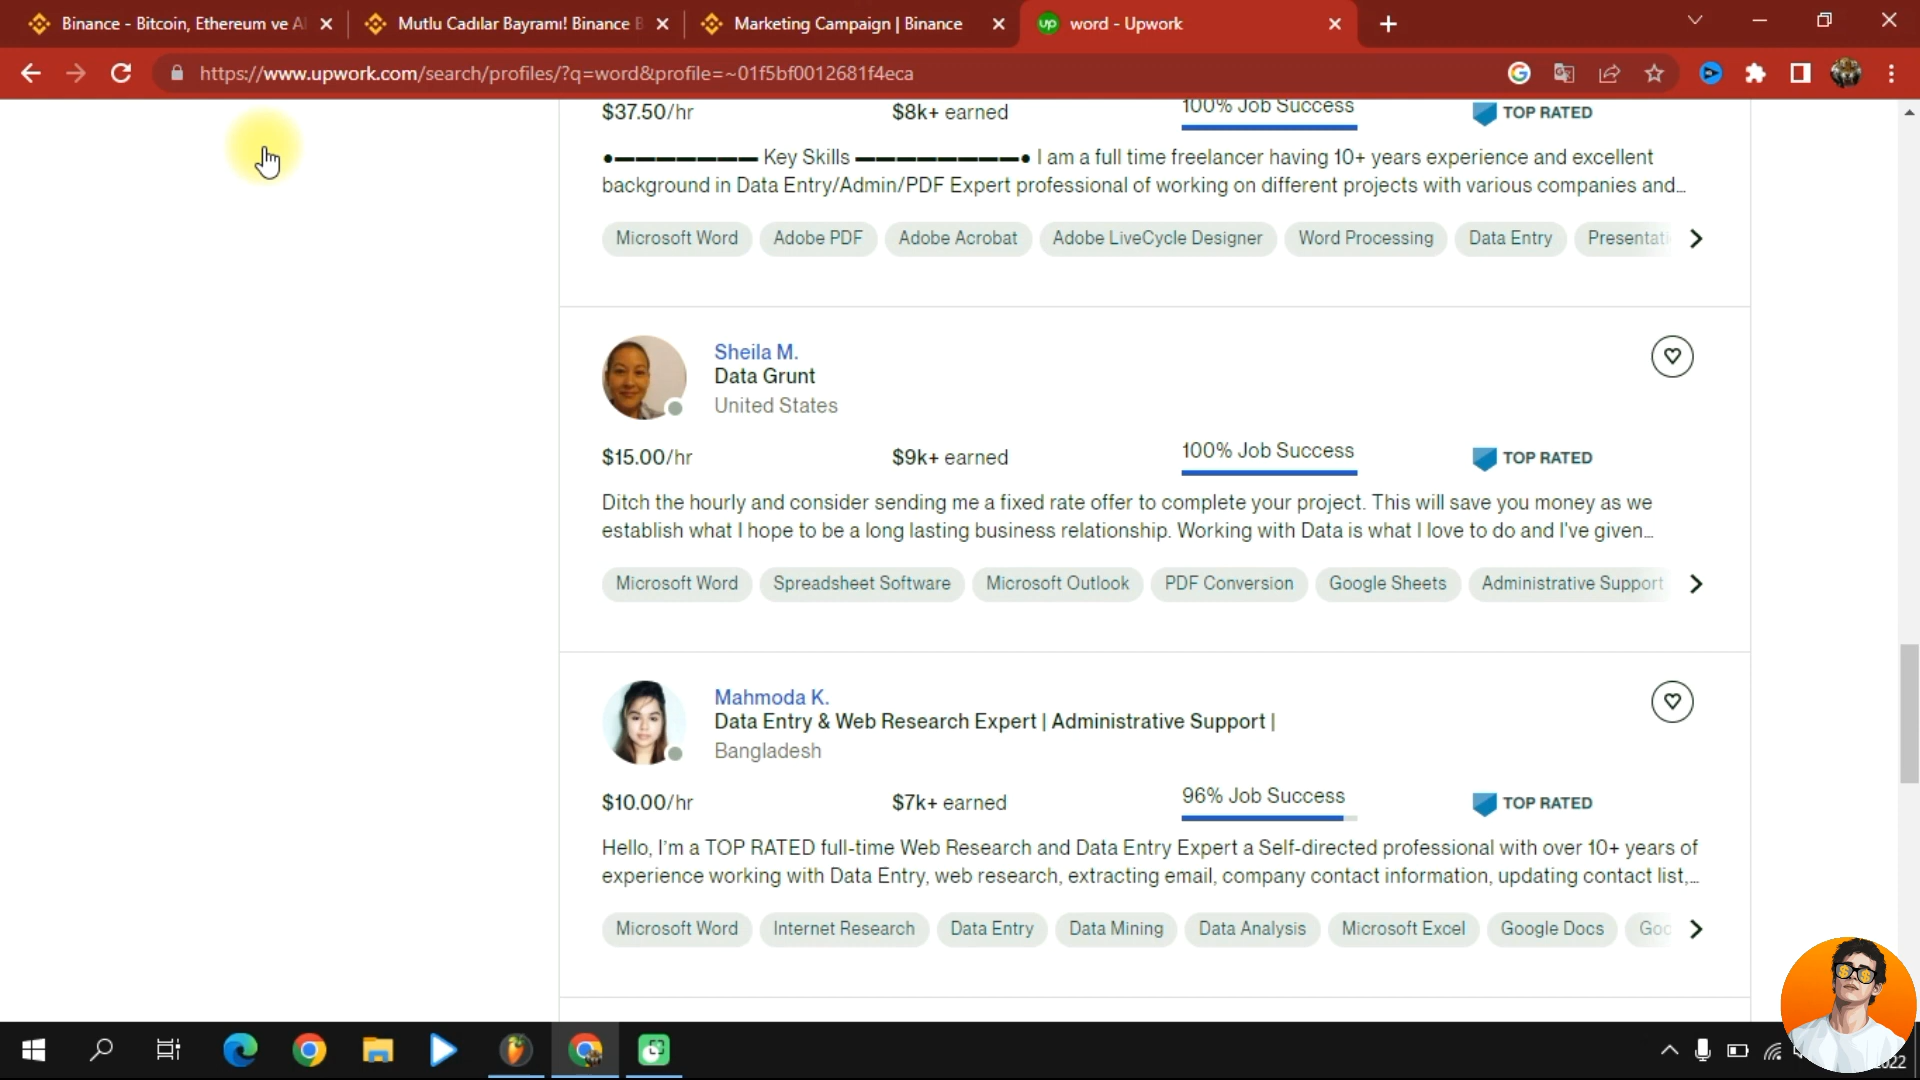 Binance - Bitcoin, Ethereum ve Al
Mutlu Cadılar Bayramı! Binance B
Marketing Campaign | Binance
up word - Upwork
https://www.upwork.com/search/profiles/?q=word&profile=~01f5bf0012681f4eca
$37.50/hr $8k+ earned 100% Job Success TOP RATED
●▬▬▬▬▬▬▬ Key Skills ▬▬▬▬▬▬▬▬● I am a full time freelancer having 10+ years experience and excellent
background in Data Entry/Admin/PDF Expert professional of working on different projects with various companies and…
Microsoft Word Adobe PDF Adobe Acrobat Adobe LiveCycle Designer Word Processing Data Entry Presentati
Sheila M.
Data Grunt
United States
$15.00/hr $9k+ earned 100% Job Success TOP RATED
Ditch the hourly and consider sending me a fixed rate offer to complete your project. This will save you money as we
establish what I hope to be a long lasting business relationship. Working with Data is what I love to do and I've given…
Microsoft Word Spreadsheet Software Microsoft Outlook PDF Conversion Google Sheets Administrative Support
Mahmoda K.
Data Entry & Web Research Expert | Administrative Support |
Bangladesh
$10.00/hr $7k+ earned 96% Job Success TOP RATED
Hello, I'm a TOP RATED full-time Web Research and Data Entry Expert a Self-directed professional with over 10+ years of
experience working with Data Entry, web research, extracting email, company contact information, updating contact list,…
Microsoft Word Internet Research Data Entry Data Mining Data Analysis Microsoft Excel Google Docs Goo
2022